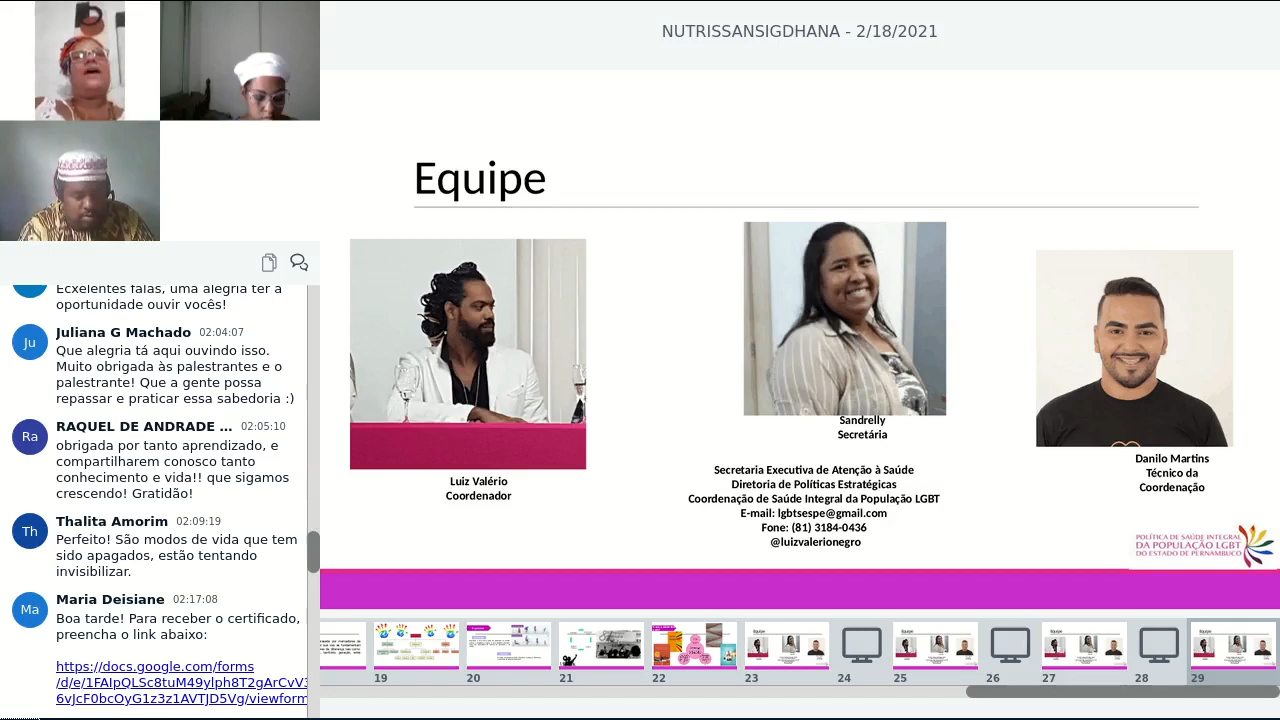 NUTRISSANSIGDHANA - 2/18/2021
Equipe
Luiz Valério
Coordenador
Sandrelly
Secretária
Danilo Martins
Técnico da
Coordenação
Secretaria Executiva de Atenção à Saúde
Diretoria de Políticas Estratégicas
Coordenação de Saúde Integral da População LGBT
E-mail: lgbtsespe@gmail.com
Fone: (81) 3184-0436
@luizvalerionegro
POLÍTICA DE SAÚDE INTEGRAL
DA POPULAÇÃO LGBT
DO ESTADO DE PERNAMBUCO
Ecxelentes falas, uma alegria ter a
oportunidade ouvir vocês!
Ju
Juliana G Machado 02:04:07
Que alegria tá aqui ouvindo isso.
Muito obrigada às palestrantes e o
palestrante! Que a gente possa
repassar e praticar essa sabedoria :)
Ra
RAQUEL DE ANDRADE ... 02:05:10
obrigada por tanto aprendizado, e
compartilharem conosco tanto
conhecimento e vida!! que sigamos
crescendo! Gratidão!
Th
Thalita Amorim 02:09:19
Perfeito! São modos de vida que tem
sido apagados, estão tentando
invisibilizar.
Ma
Maria Deisiane 02:17:08
Boa tarde! Para receber o certificado,
preencha o link abaixo:
https://docs.google.com/forms
/d/e/1FAIpQLSc8tuM49ylph8T2gArCvV
6vJcF0bcOyG1z3z1AVTJD5Vg/viewform
19 20 21 22 23 24 25 26 27 28 29